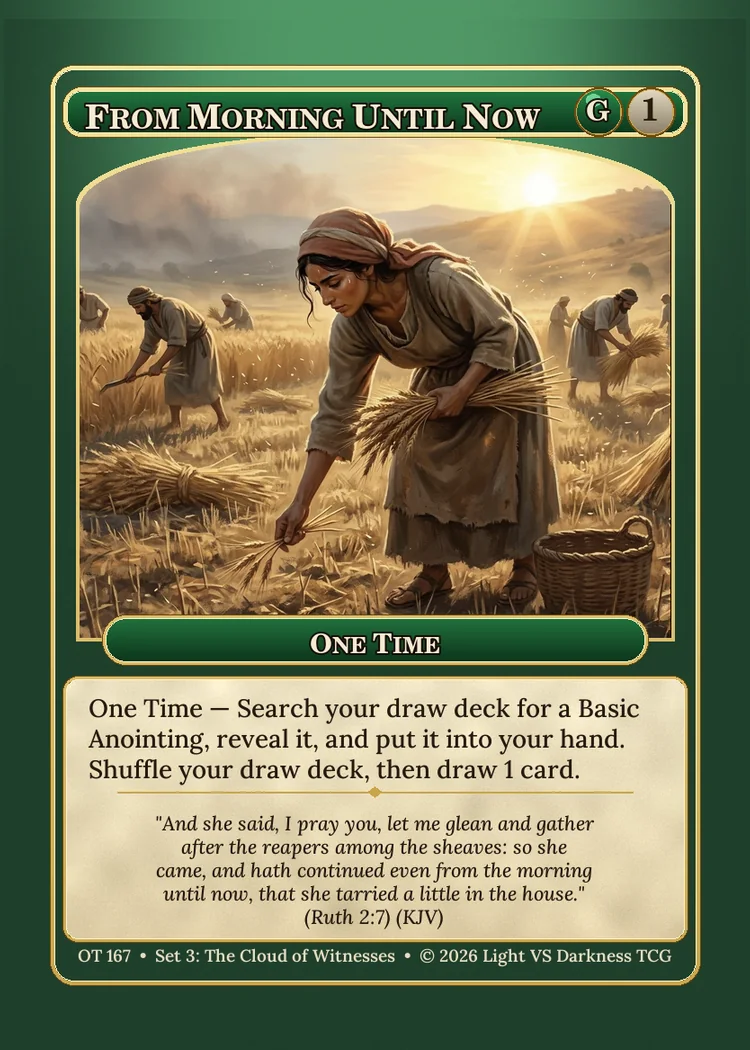 From Morning Until Now G 1
One Time
One Time — Search your draw deck for a Basic
Anointing, reveal it, and put it into your hand.
Shuffle your draw deck, then draw 1 card.
"And she said, I pray you, let me glean and gather
after the reapers among the sheaves: so she
came, and hath continued even from the morning
until now, that she tarried a little in the house."
(Ruth 2:7) (KJV)
OT 167 • Set 3: The Cloud of Witnesses • © 2026 Light VS Darkness TCG